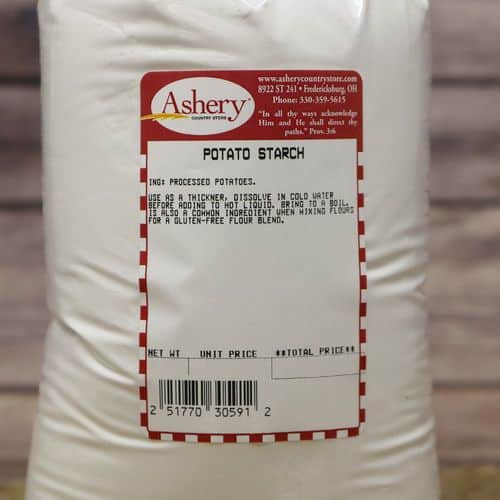 Ashery
COUNTRY STORE
www.asherycountrystore.com
8922 ST 241 • Fredericksburg, OH
Phone: 330-359-5615
"In all thy ways acknowledge
Him and He shall direct thy
paths." Prov. 3:6
POTATO STARCH
ING: PROCESSED POTATOES.
USE AS A THICKNER, DISSOLVE IN COLD WATER
BEFORE ADDING TO HOT LIQUID. BRING TO A BOIL.
IS ALSO A COMMON INGREDIENT WHEN MIXING FLOURS
FOR A GLUTEN-FREE FLOUR BLEND.
NET WT UNIT PRICE **TOTAL PRICE**
2 51770 30591 2